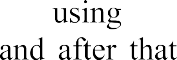 using
and after that